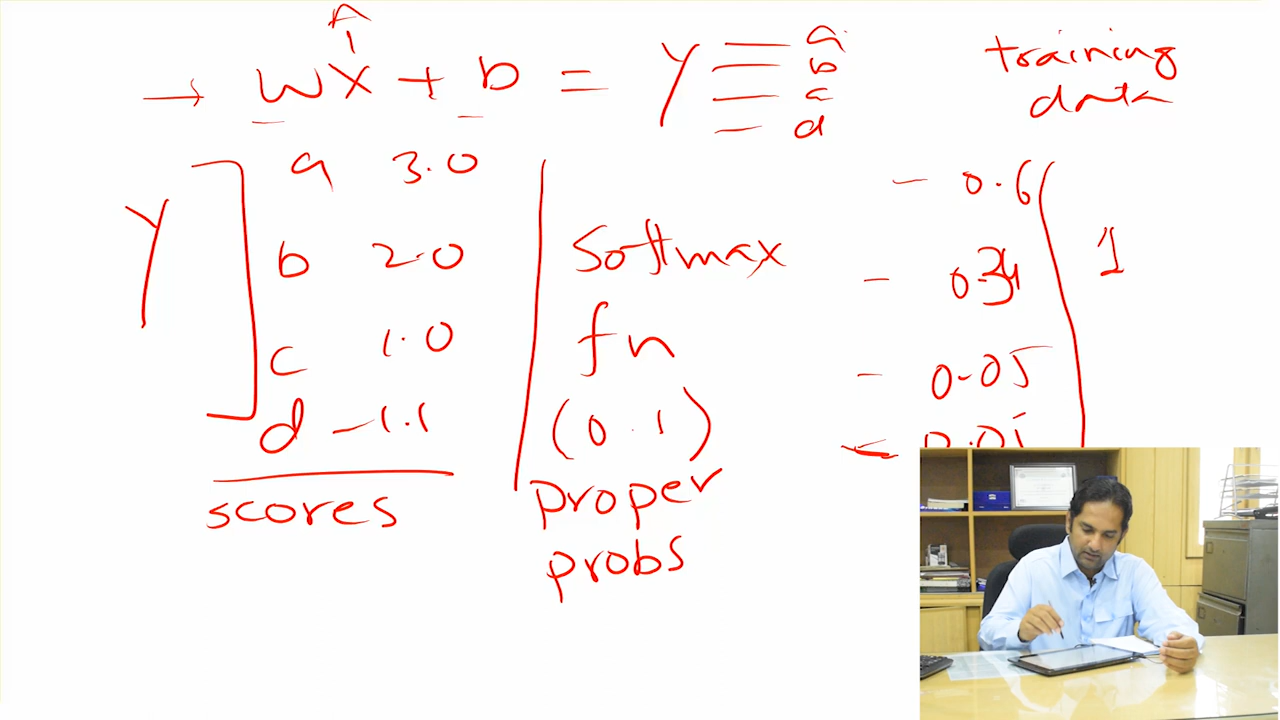 A
→ WX + b = Y a
b
c
d
training
data
Y a 3.0
b 2.0
c 1.0
d -1.1
scores
Softmax
fn
(0.1)
proper
probs
- 0.6
- 0.34
- 0.05
1